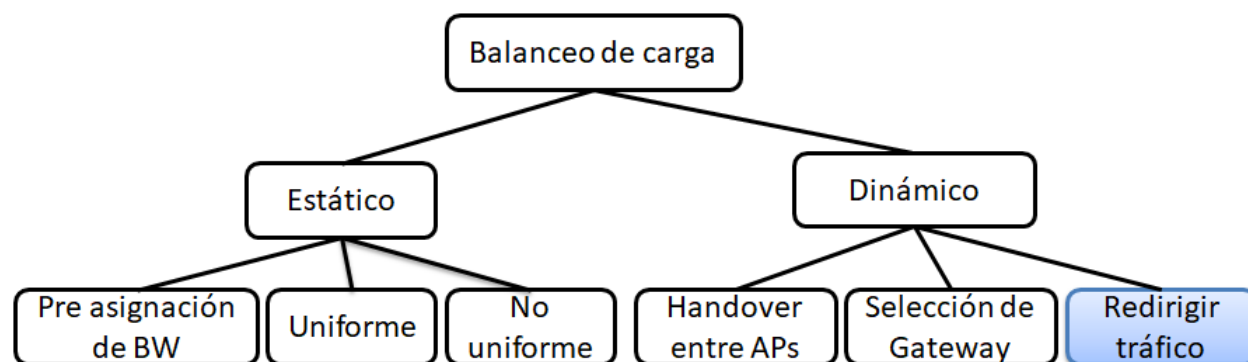 Balanceo de carga
Estático
Dinámico
Pre asignación
de BW
Uniforme
No
uniforme
Handover
entre APs
Selección de
Gateway
Redirigir
tráfico